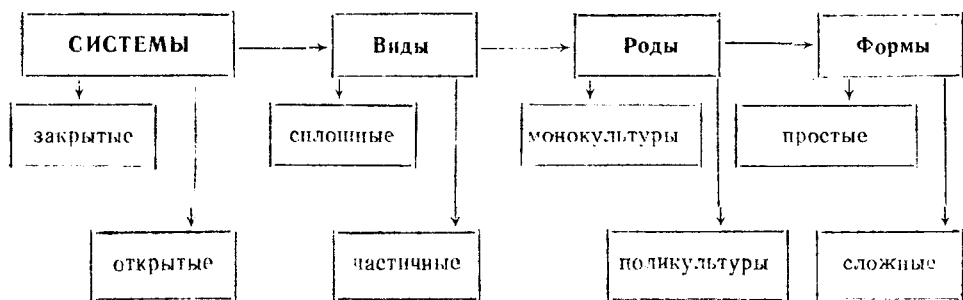 СИСТЕМЫ Виды Роды Формы
закрытые сплошные монокультуры простые
открытые частичные поликультуры сложные